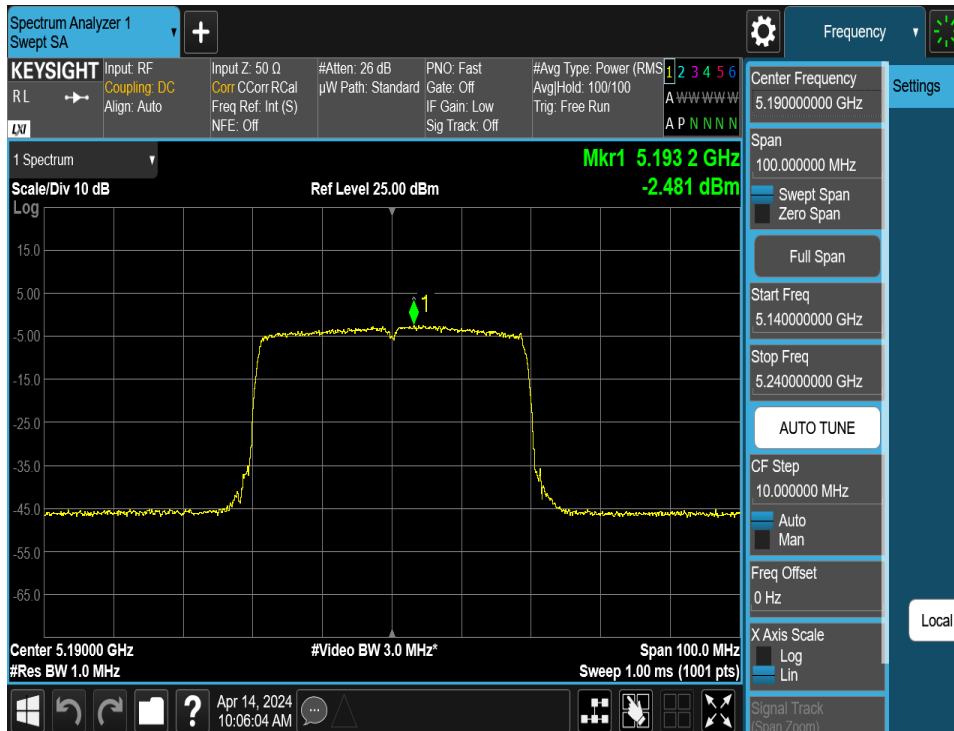 Spectrum Analyzer 1
Swept SA
+
Frequency
KEYSIGHT
R L
LXI
Input: RF
Coupling: DC
Align: Auto
Input Z: 50 Ω
Corr CCorr RCal
Freq Ref: Int (S)
NFE: Off
#Atten: 26 dB
µW Path: Standard
PNO: Fast
Gate: Off
IF Gain: Low
Sig Track: Off
#Avg Type: Power (RMS
Avg|Hold: 100/100
Trig: Free Run
1 2 3 4 5 6
A W W W W W
A P N N N N
1 Spectrum
Mkr1 5.193 2 GHz
Scale/Div 10 dB
Ref Level 25.00 dBm
-2.481 dBm
Log
15.0
5.00
-5.00
-15.0
-25.0
-35.0
-45.0
-55.0
-65.0
1
Center 5.19000 GHz
#Video BW 3.0 MHz*
Span 100.0 MHz
#Res BW 1.0 MHz
Sweep 1.00 ms (1001 pts)
Center Frequency
5.190000000 GHz
Span
100.000000 MHz
Swept Span
Zero Span
Full Span
Start Freq
5.140000000 GHz
Stop Freq
5.240000000 GHz
AUTO TUNE
CF Step
10.000000 MHz
Auto
Man
Freq Offset
0 Hz
X Axis Scale
Log
Lin
Signal Track
(Span Zoom)
Settings
Local
?
Apr 14, 2024
10:06:04 AM